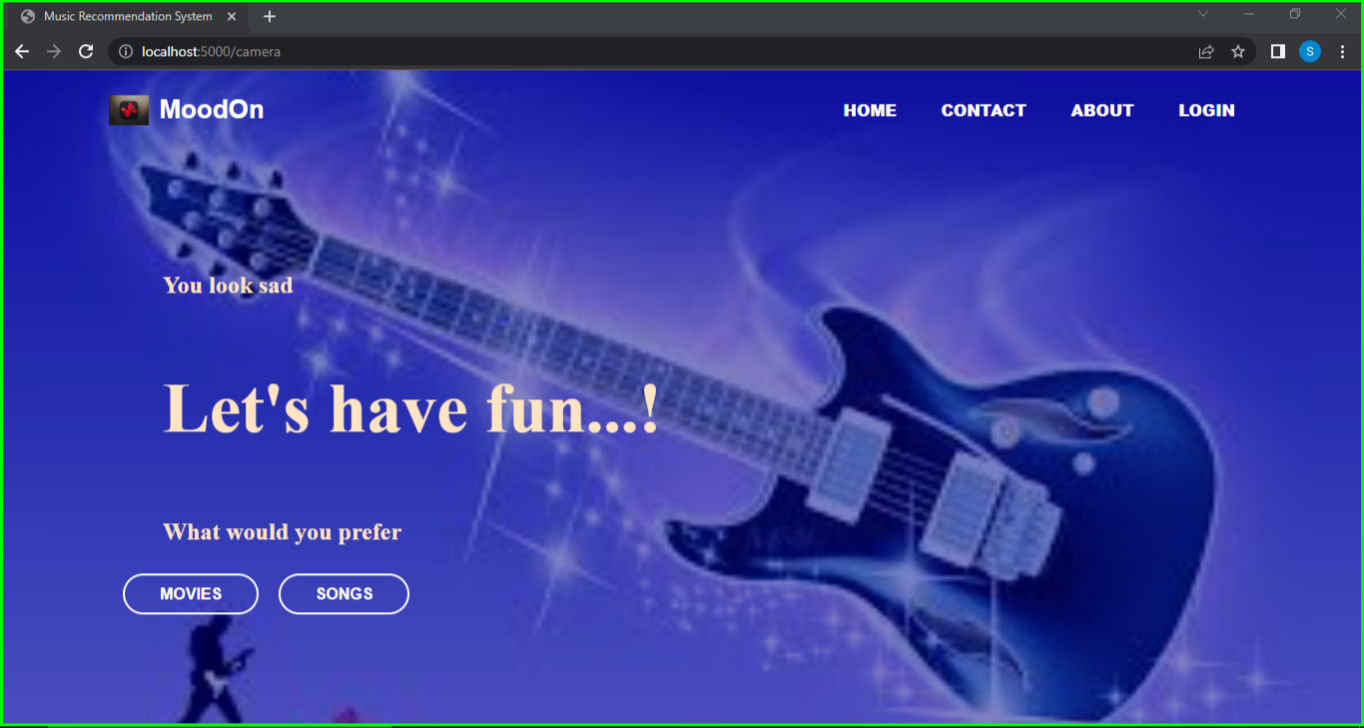 Music Recommendation System
localhost:5000/camera
S
MoodOn
HOME CONTACT ABOUT LOGIN
You look sad
Let's have fun...!
What would you prefer
MOVIES SONGS